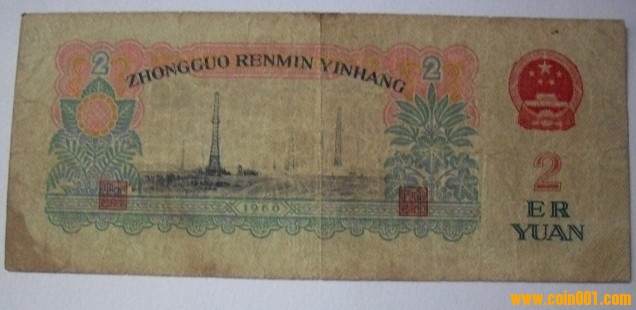 2
ZHONGGUO RENMIN YINHANG
2
1960
2
ER
YUAN
www.coin001.com